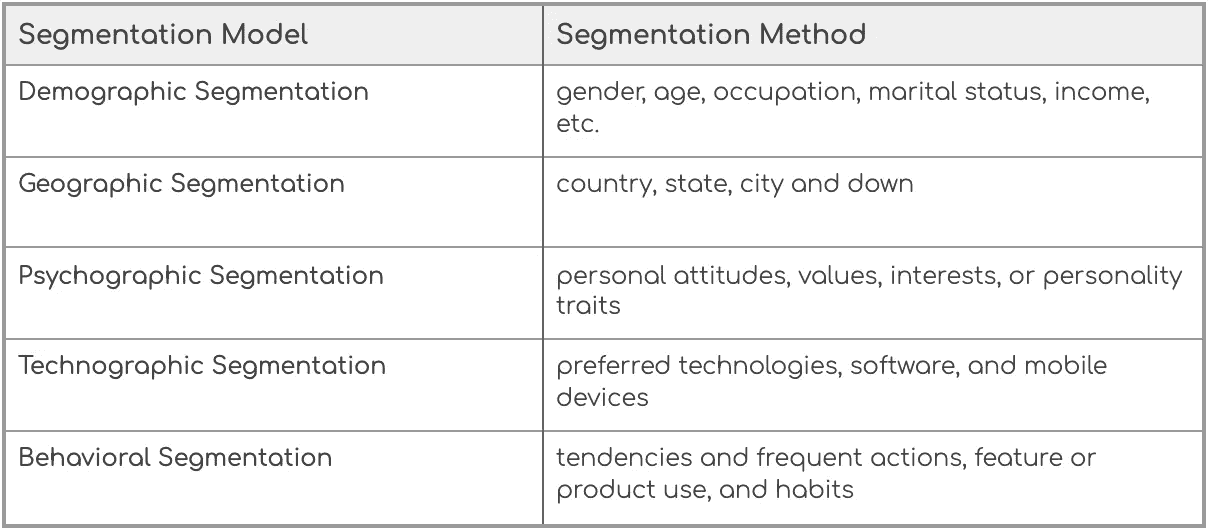 Segmentation Model
Segmentation Method
Demographic Segmentation
gender, age, occupation, marital status, income,
etc.
Geographic Segmentation
country, state, city and down
Psychographic Segmentation
personal attitudes, values, interests, or personality
traits
Technographic Segmentation
preferred technologies, software, and mobile
devices
Behavioral Segmentation
tendencies and frequent actions, feature or
product use, and habits